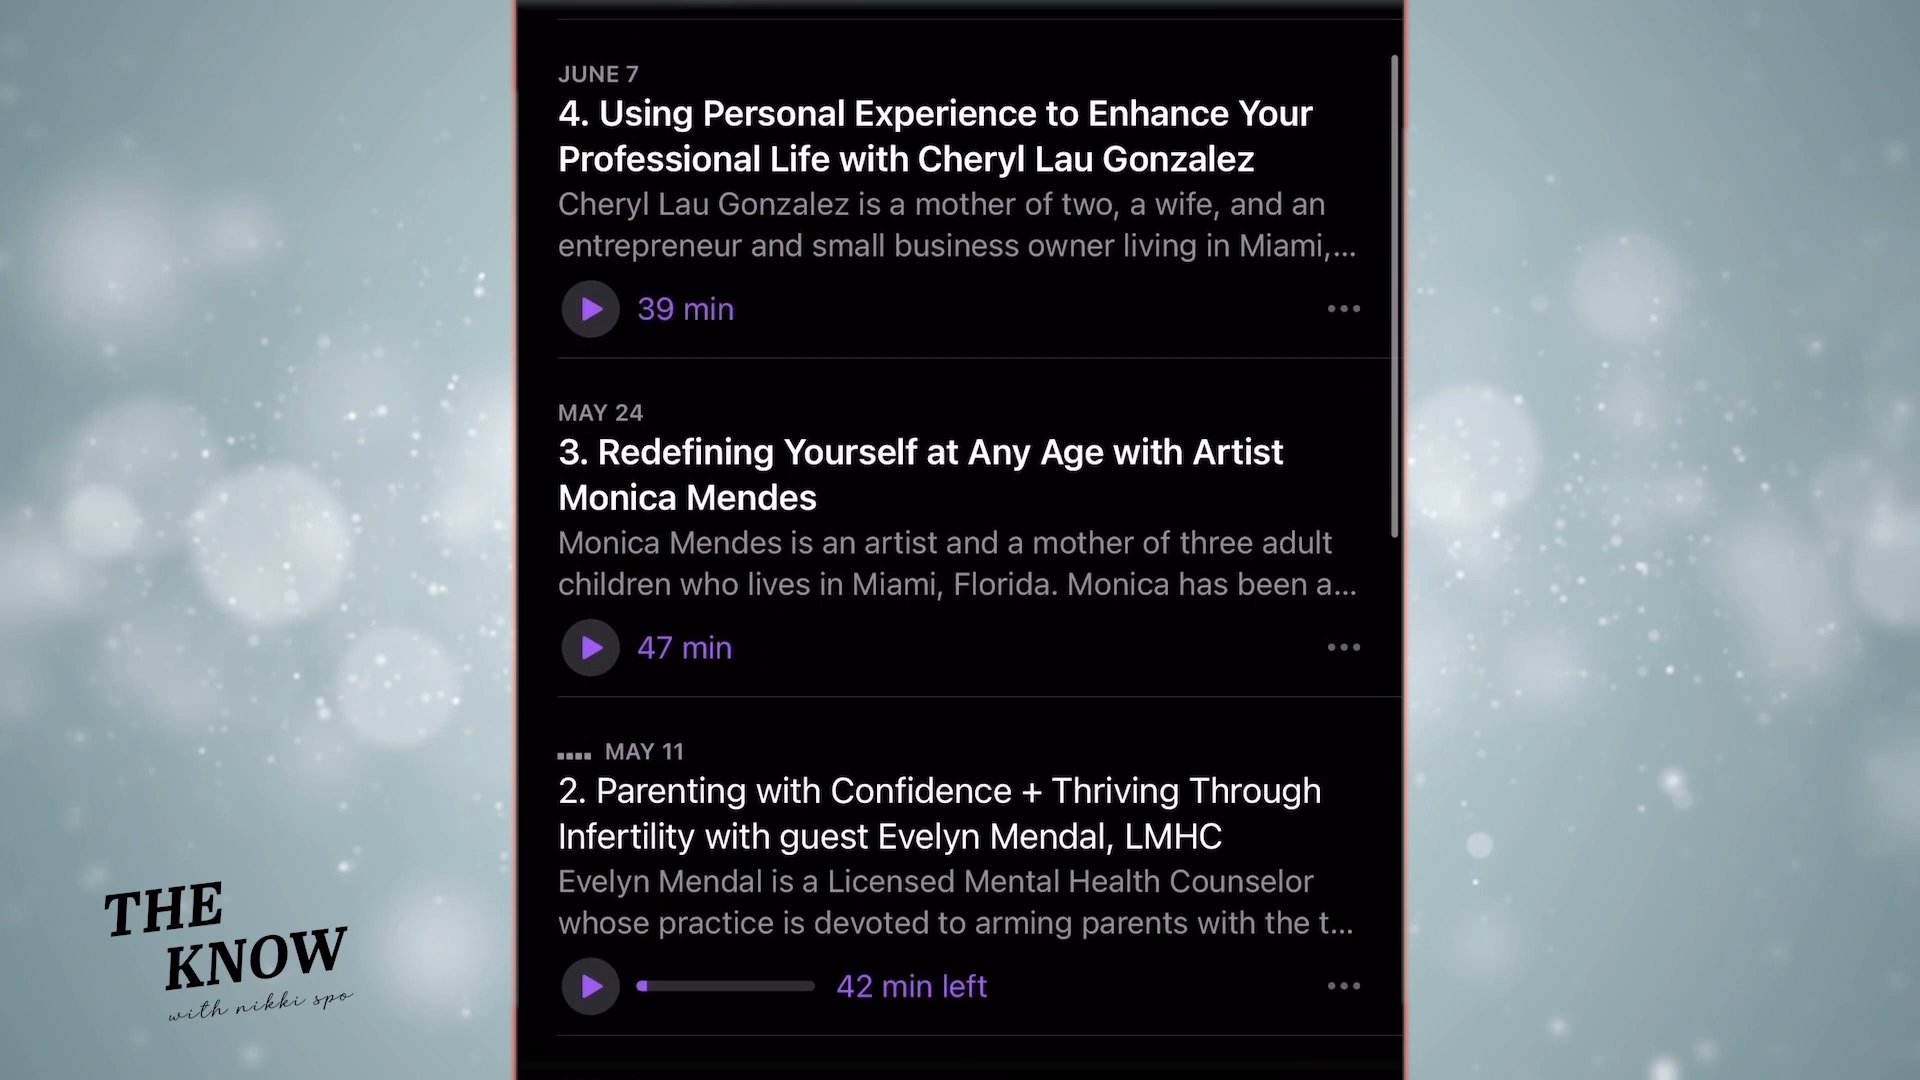 JUNE 7
4. Using Personal Experience to Enhance Your
Professional Life with Cheryl Lau Gonzalez
Cheryl Lau Gonzalez is a mother of two, a wife, and an
entrepreneur and small business owner living in Miami,...
39 min
MAY 24
3. Redefining Yourself at Any Age with Artist
Monica Mendes
Monica Mendes is an artist and a mother of three adult
children who lives in Miami, Florida. Monica has been a...
47 min
MAY 11
2. Parenting with Confidence + Thriving Through
Infertility with guest Evelyn Mendal, LMHC
Evelyn Mendal is a Licensed Mental Health Counselor
whose practice is devoted to arming parents with the t...
42 min left
THE
KNOW
with nikki spo